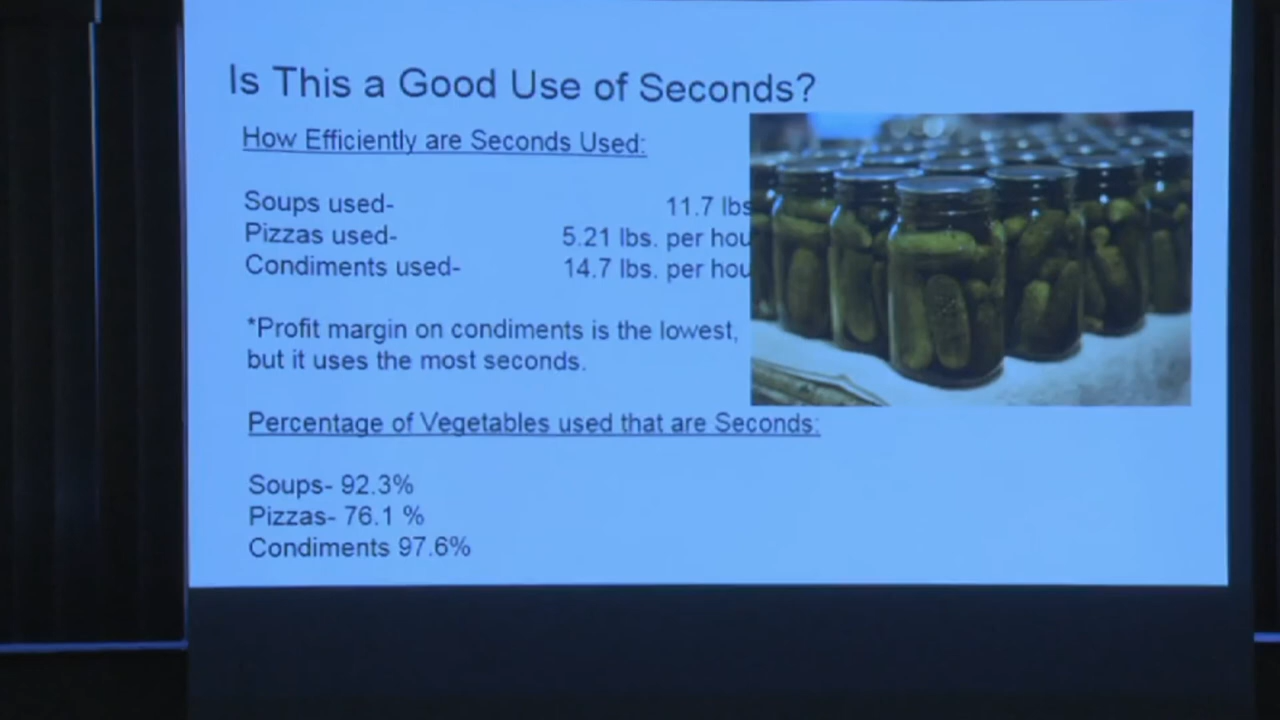 Is This a Good Use of Seconds?
How Efficiently are Seconds Used:
Soups used- 11.7 lbs
Pizzas used- 5.21 lbs. per hou
Condiments used- 14.7 lbs. per hou
*Profit margin on condiments is the lowest,
but it uses the most seconds.
Percentage of Vegetables used that are Seconds:
Soups- 92.3%
Pizzas- 76.1 %
Condiments 97.6%